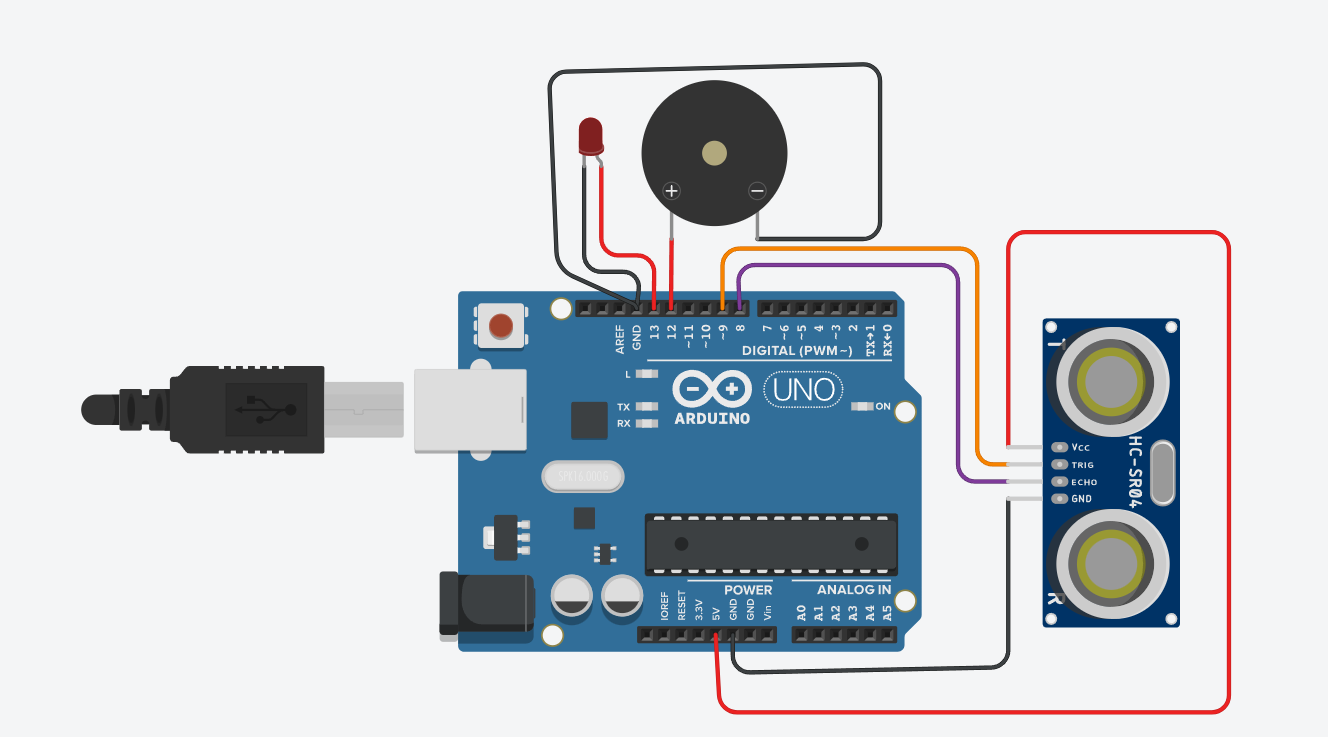 +
−
AREF
GND
13
12
~11
~10
~9
8
7
~6
~5
4
~3
2
TX→1
RX←0
DIGITAL (PWM~)
L
TX
RX
ARDUINO
UNO
ON
T
VCC
TRIG
ECHO
GND
HC-SR04
R
POWER
ANALOG IN
IOREF
RESET
3.3V
5V
GND
GND
Vin
A0
A1
A2
A3
A4
A5